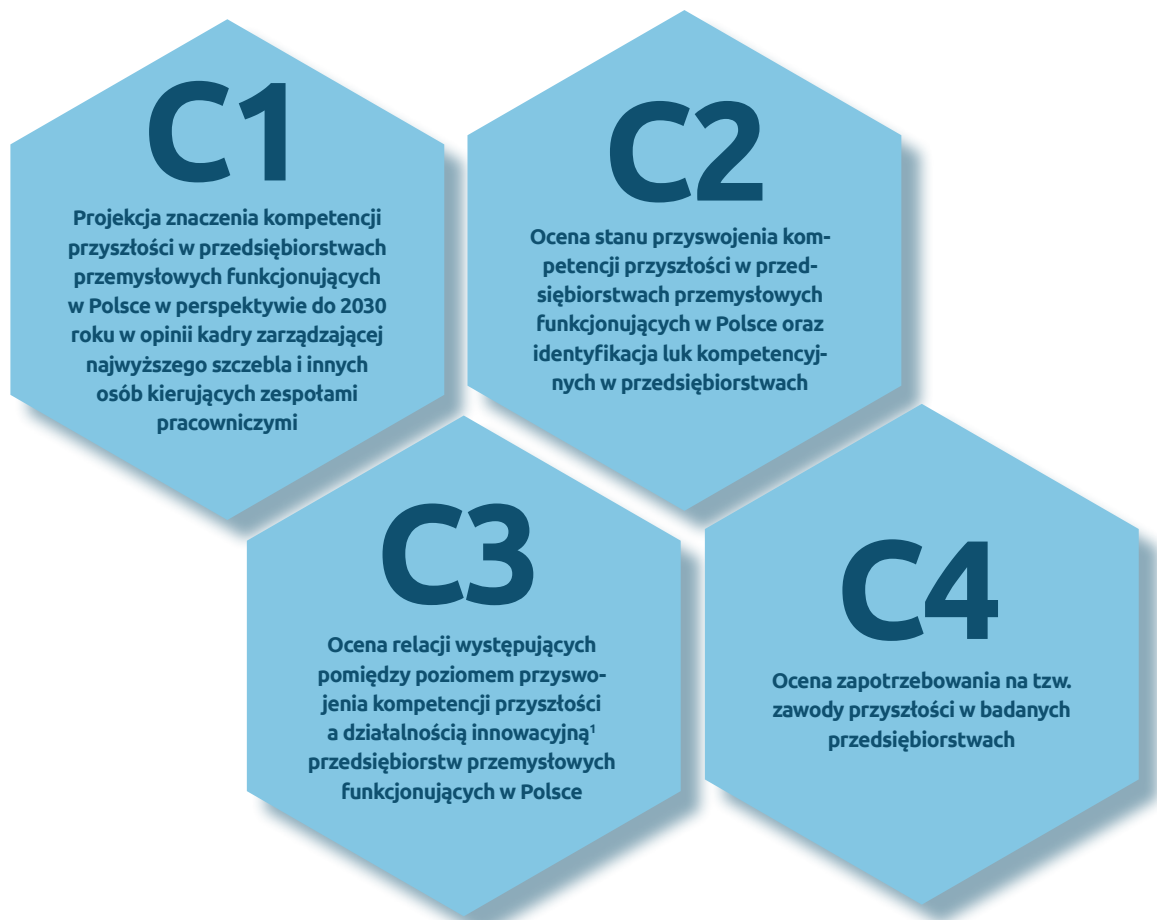 C1
Projekcja znaczenia kompetencji
przyszłości w przedsiębiorstwach
przemysłowych funkcjonujących
w Polsce w perspektywie do 2030
roku w opinii kadry zarządzającej
najwyższego szczebla i innych
osób kierujących zespołami
pracowniczymi
C2
Ocena stanu przyswojenia kom-
petencji przyszłości w przed-
siębiorstwach przemysłowych
funkcjonujących w Polsce oraz
identyfikacja luk kompetencyj-
nych w przedsiębiorstwach
C3
Ocena relacji występujących
pomiędzy poziomem przyswo-
jenia kompetencji przyszłości
a działalnością innowacyjną¹
przedsiębiorstw przemysłowych
funkcjonujących w Polsce
C4
Ocena zapotrzebowania na tzw.
zawody przyszłości w badanych
przedsiębiorstwach